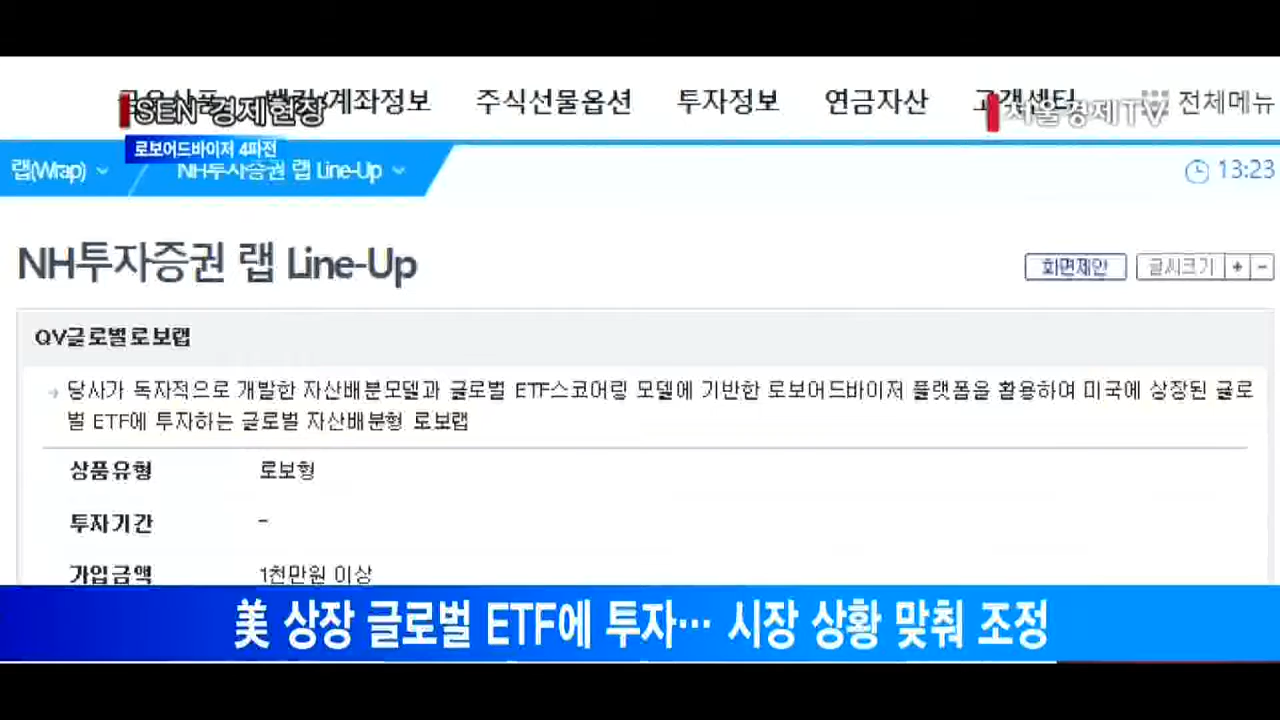 금융상품 뱅킹/계좌정보 주식선물옵션 투자정보 연금자산 고객센터 전체메뉴
SEN 경제현장
서울경제TV
로보어드바이저 4파전
랩(Wrap) NH투자증권 랩 Line-Up 13:23
NH투자증권 랩 Line-Up
화면제안 글씨크기 + -
QV글로벌로보랩
당사가 독자적으로 개발한 자산배분모델과 글로벌 ETF스코어링 모델에 기반한 로보어드바이저 플랫폼을 활용하여 미국에 상장된 글로
벌 ETF에 투자하는 글로벌 자산배분형 로보랩
상품유형 로보형
투자기간 -
가입금액 1천만원 이상
美 상장 글로벌 ETF에 투자… 시장 상황 맞춰 조정